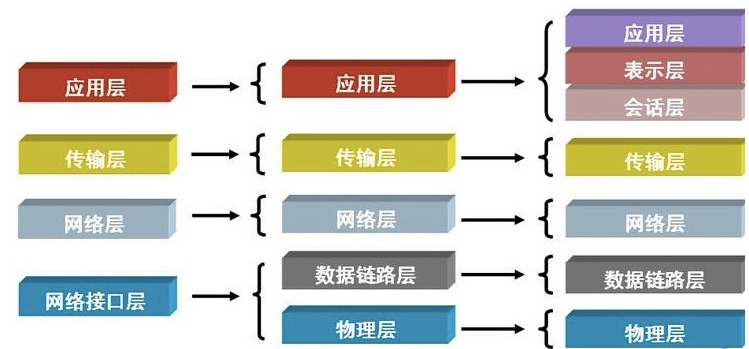 应用层
传输层
网络层
网络接口层
应用层
传输层
网络层
数据链路层
物理层
应用层
表示层
会话层
传输层
网络层
数据链路层
物理层